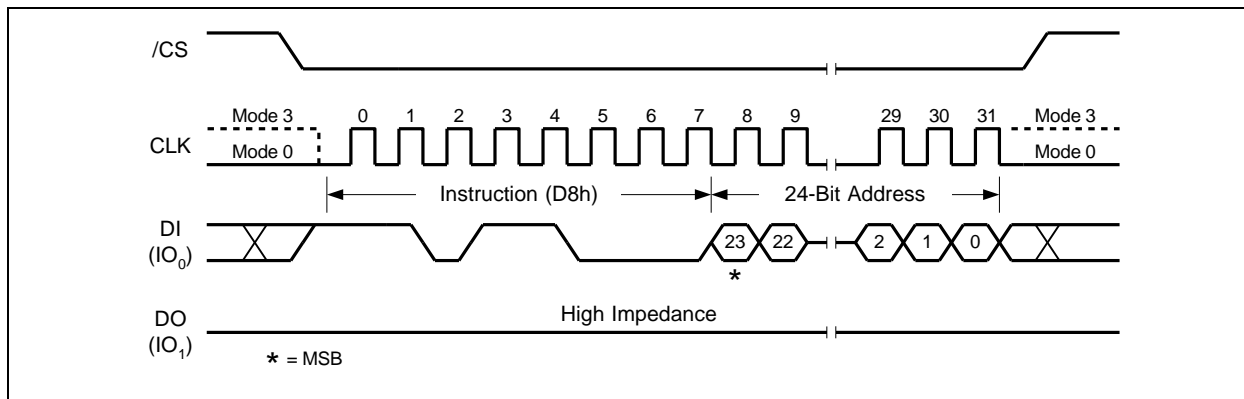 /CS
Mode 3 0 1 2 3 4 5 6 7 8 9 29 30 31 Mode 3
CLK
Mode 0 Mode 0
Instruction (D8h) 24-Bit Address
DI
(IO0)
23 22 2 1 0
*
High Impedance
DO
(IO1)
* = MSB